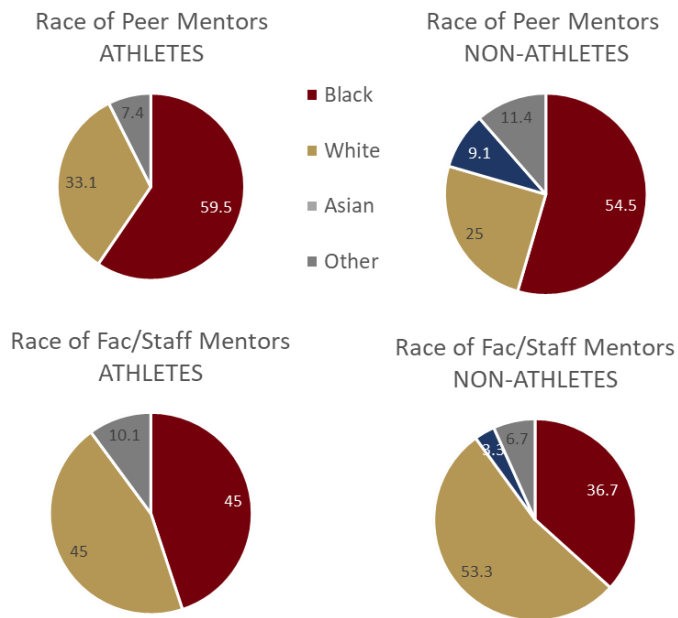 Race of Peer Mentors
ATHLETES
7.4
33.1
59.5
Black
White
Asian
Other
Race of Peer Mentors
NON-ATHLETES
11.4
9.1
54.5
25
Race of Fac/Staff Mentors
ATHLETES
10.1
45
45
Race of Fac/Staff Mentors
NON-ATHLETES
6.7
3.3
36.7
53.3